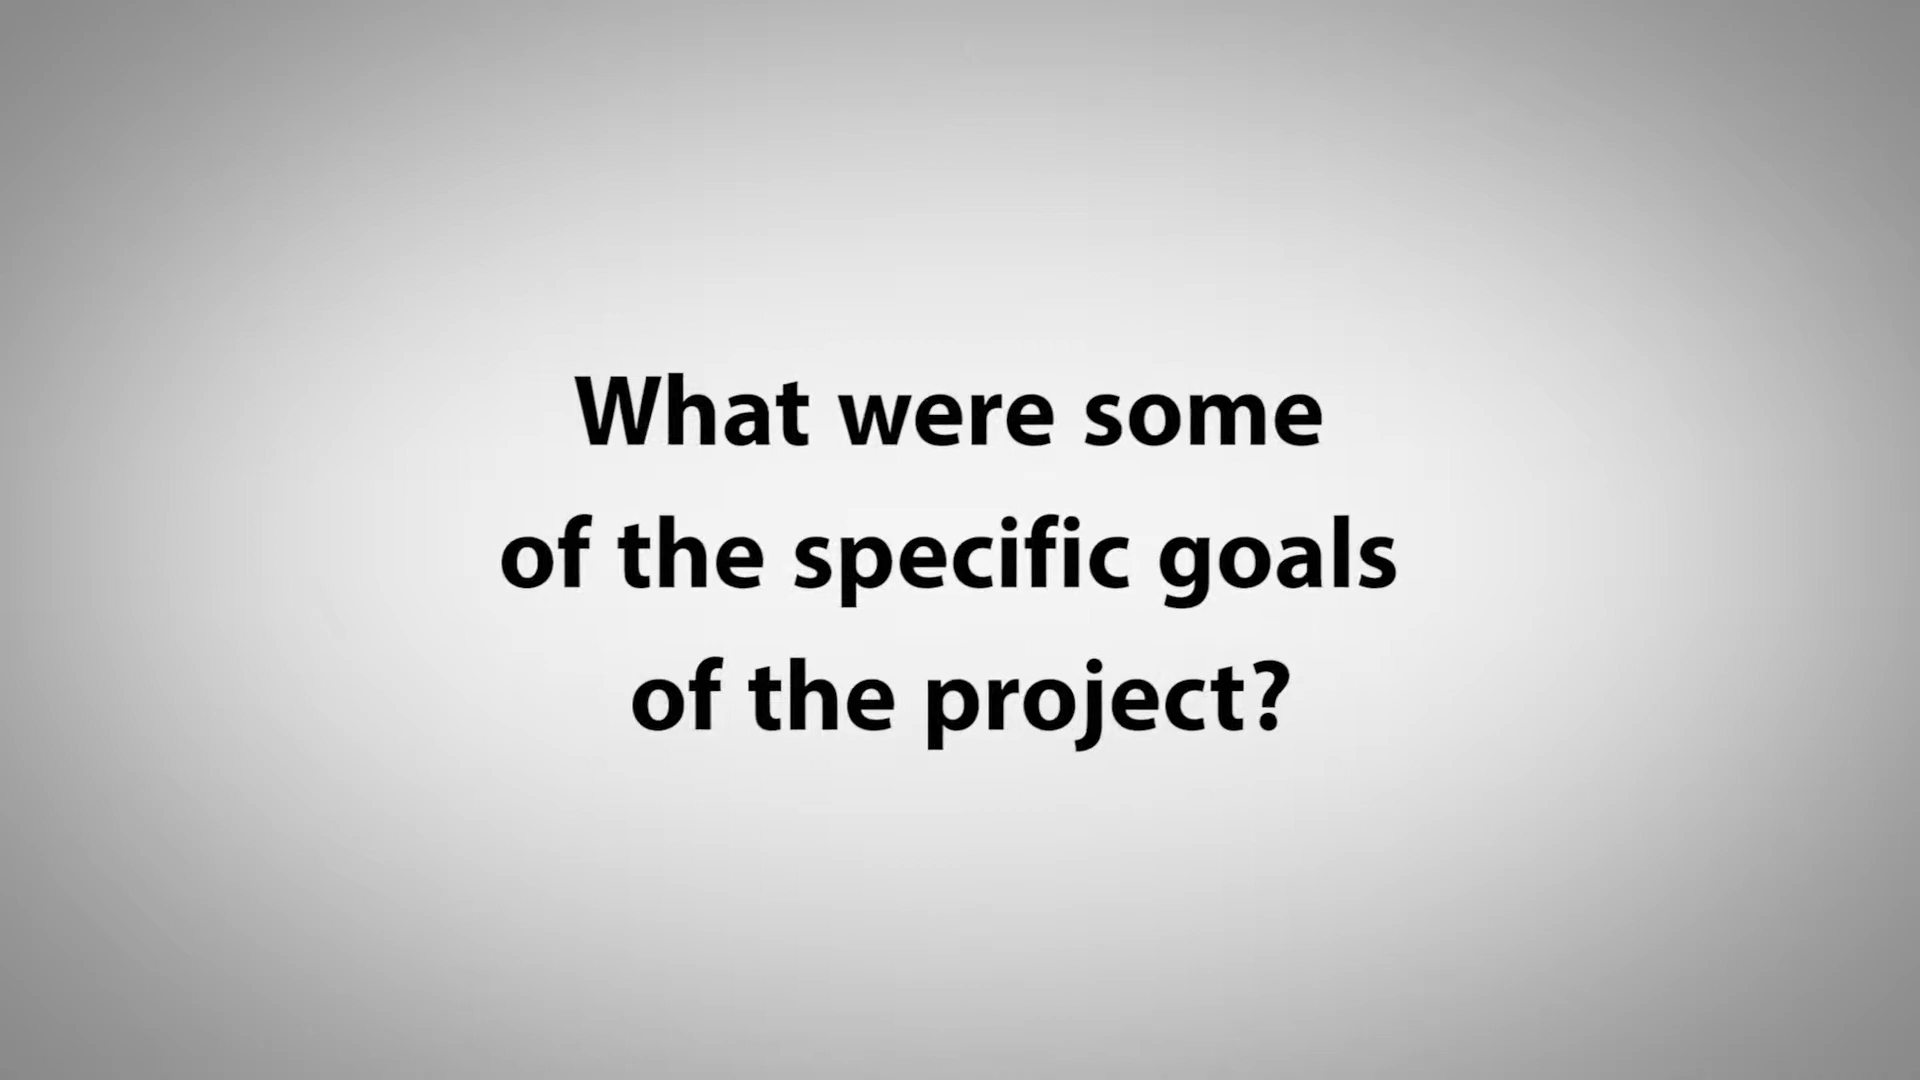 What were some
of the specific goals
of the project?